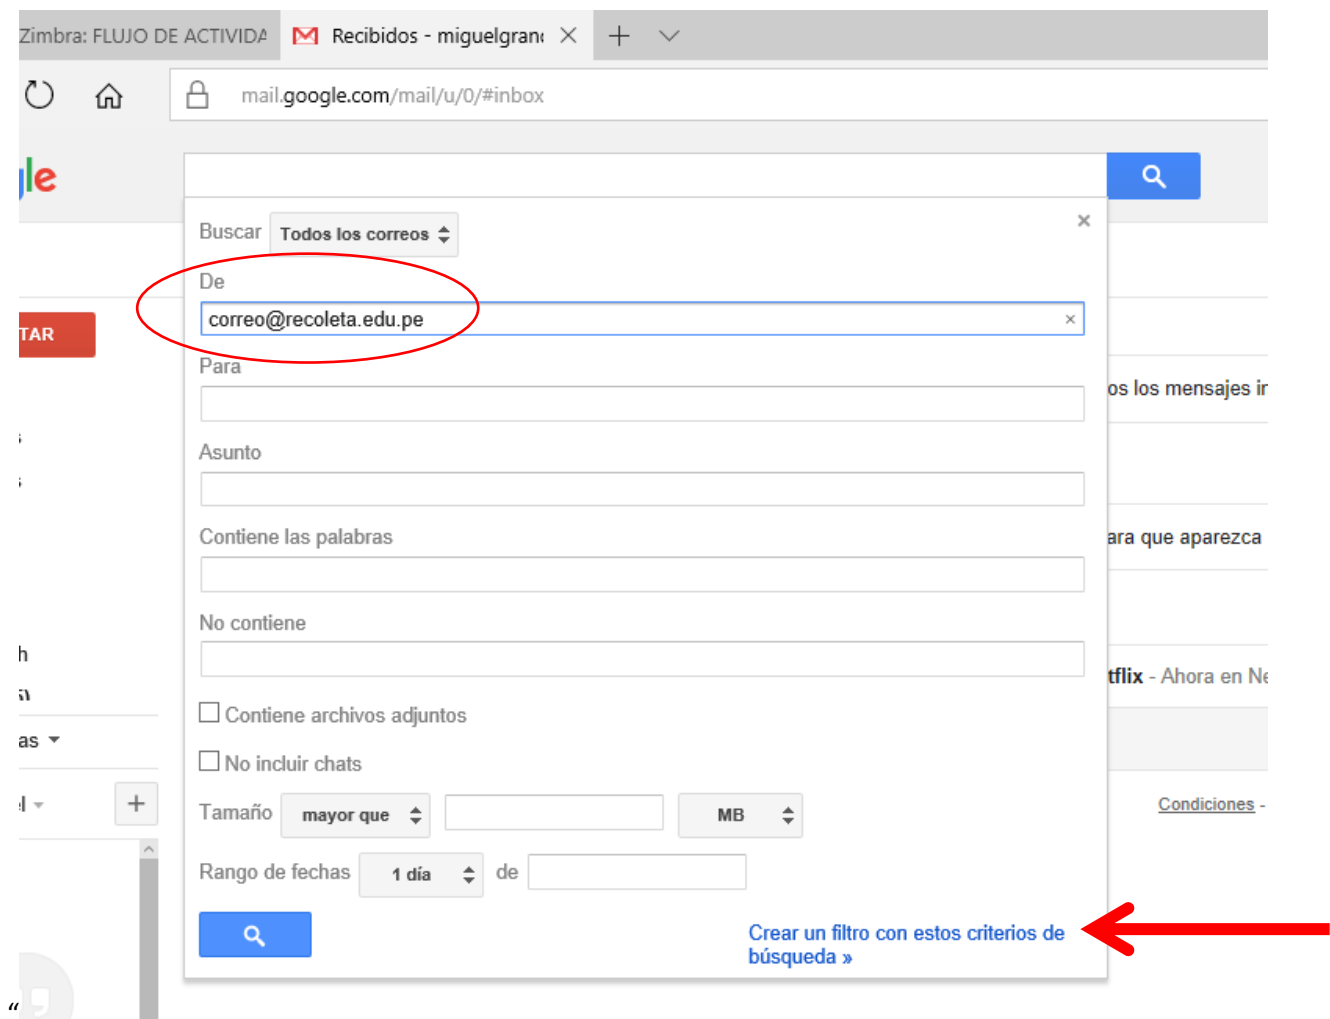 Zimbra: FLUJO DE ACTIVIDA
Recibidos - miguelgran
mail.google.com/mail/u/0/#inbox
le
Buscar Todos los correos
De
correo@recoleta.edu.pe
TAR
Para
os los mensajes ir
Asunto
Contiene las palabras
ara que aparezca
No contiene
h
tflix - Ahora en Ne
Contiene archivos adjuntos
as
No incluir chats
el
Tamaño mayor que MB
Condiciones -
Rango de fechas 1 día de
Crear un filtro con estos criterios de
búsqueda »
“